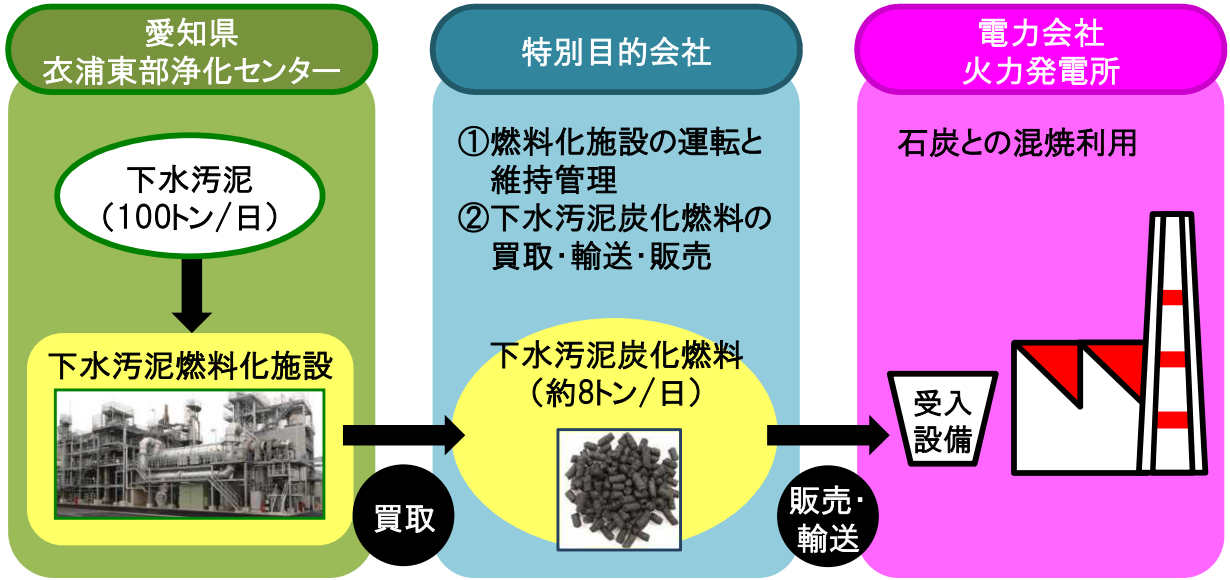 愛知県
衣浦東部浄化センター
下水汚泥
（100トン/日）
下水汚泥燃料化施設
買取
特別目的会社
①燃料化施設の運転と
維持管理
②下水汚泥炭化燃料の
買取・輸送・販売
下水汚泥炭化燃料
（約8トン/日）
販売・
輸送
電力会社
火力発電所
石炭との混焼利用
受入
設備